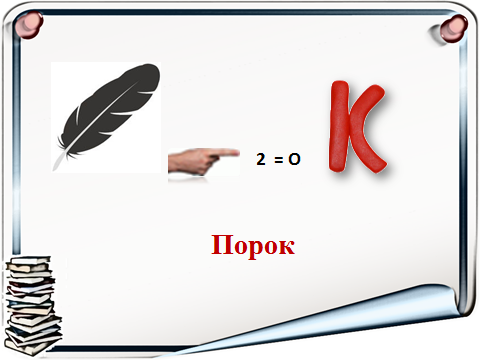 2 = О К
Порок